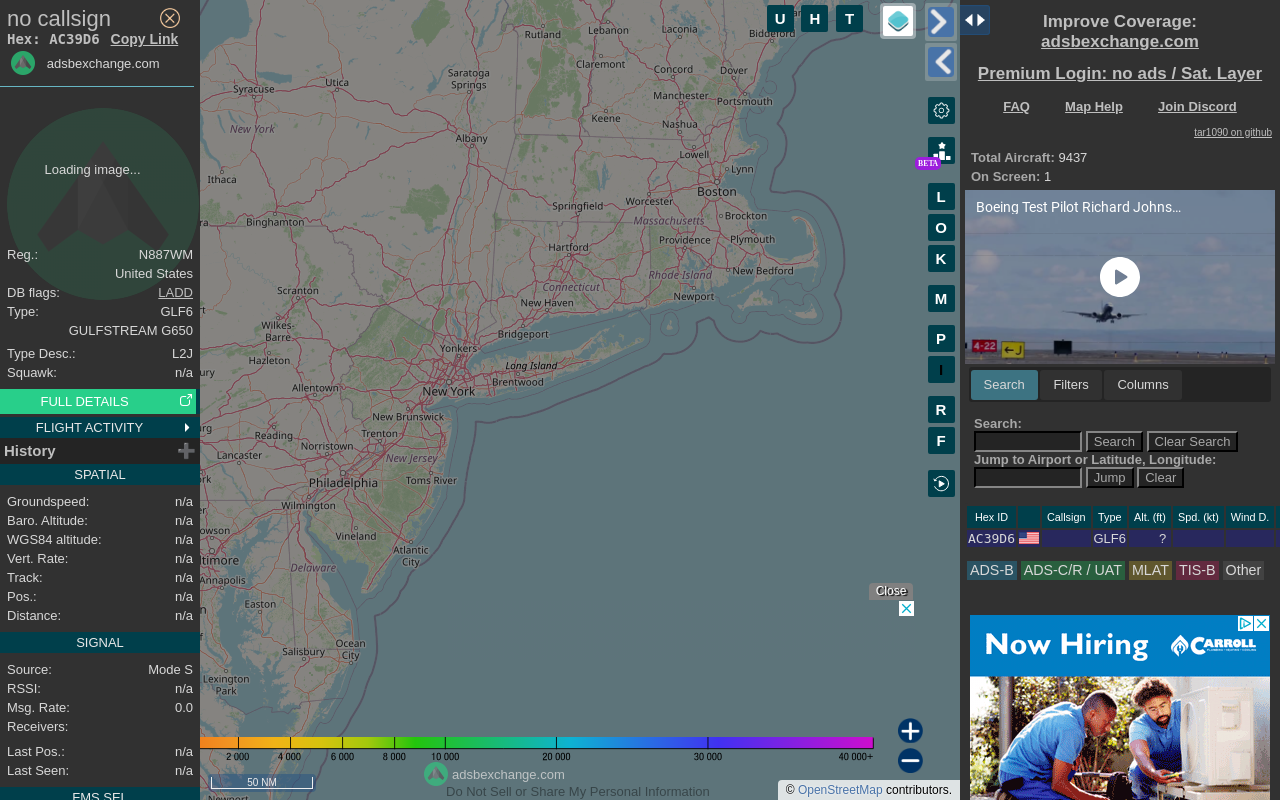 no callsign
Hex: AC39D6 Copy Link
adsbexchange.com
Loading image...
Reg.: N887WM
United States
DB flags: LADD
Type: GLF6
GULFSTREAM G650
Type Desc.: L2J
Squawk: n/a
FULL DETAILS
FLIGHT ACTIVITY
History
SPATIAL
Groundspeed: n/a
Baro. Altitude: n/a
WGS84 altitude: n/a
Vert. Rate: n/a
Track: n/a
Pos.: n/a
Distance: n/a
SIGNAL
Source: Mode S
RSSI: n/a
Msg. Rate: 0.0
Receivers:
Last Pos.: n/a
Last Seen: n/a
FMS SEL
U H T
Rutland
Lebanon
Laconia
Biddeford
Claremont
Concord
Dover
Saratoga
Springs
Utica
Syracuse
Manchester
Portsmouth
Keene
Nashua
New York
Albany
Lowell
Lynn
Ithaca
Boston
Worcester
Springfield
Massachusetts
Brockton
Binghamton
Hartford
Providence
Plymouth
New Bedford
Rhode Island
Connecticut
Newport
Scranton
New Haven
Wilkes-
Barre
Bridgeport
Yonkers
Hazleton
Long Island
Brentwood
Allentown
New York
New Brunswick
Reading
Trenton
Norristown
Lancaster
New Jersey
Philadelphia
Toms River
Wilmington
Vineland
Atlantic
City
Delaware
Annapolis
Easton
Ocean
City
Salisbury
Lexington
Park
BETA
L
O
K
M
P
I
R
F
Close
2 000 4 000 6 000 8 000 10 000 20 000 30 000 40 000+
50 NM
adsbexchange.com
Do Not Sell or Share My Personal Information
© OpenStreetMap contributors.
Improve Coverage:
adsbexchange.com
Premium Login: no ads / Sat. Layer
FAQ Map Help Join Discord
tar1090 on github
Total Aircraft: 9437
On Screen: 1
Boeing Test Pilot Richard Johns…
4-22 J
Search Filters Columns
Search:
Search Clear Search
Jump to Airport or Latitude, Longitude:
Jump Clear
Hex ID Callsign Type Alt. (ft) Spd. (kt) Wind D.
AC39D6 GLF6 ?
ADS-B ADS-C/R / UAT MLAT TIS-B Other
Now Hiring CARROLL